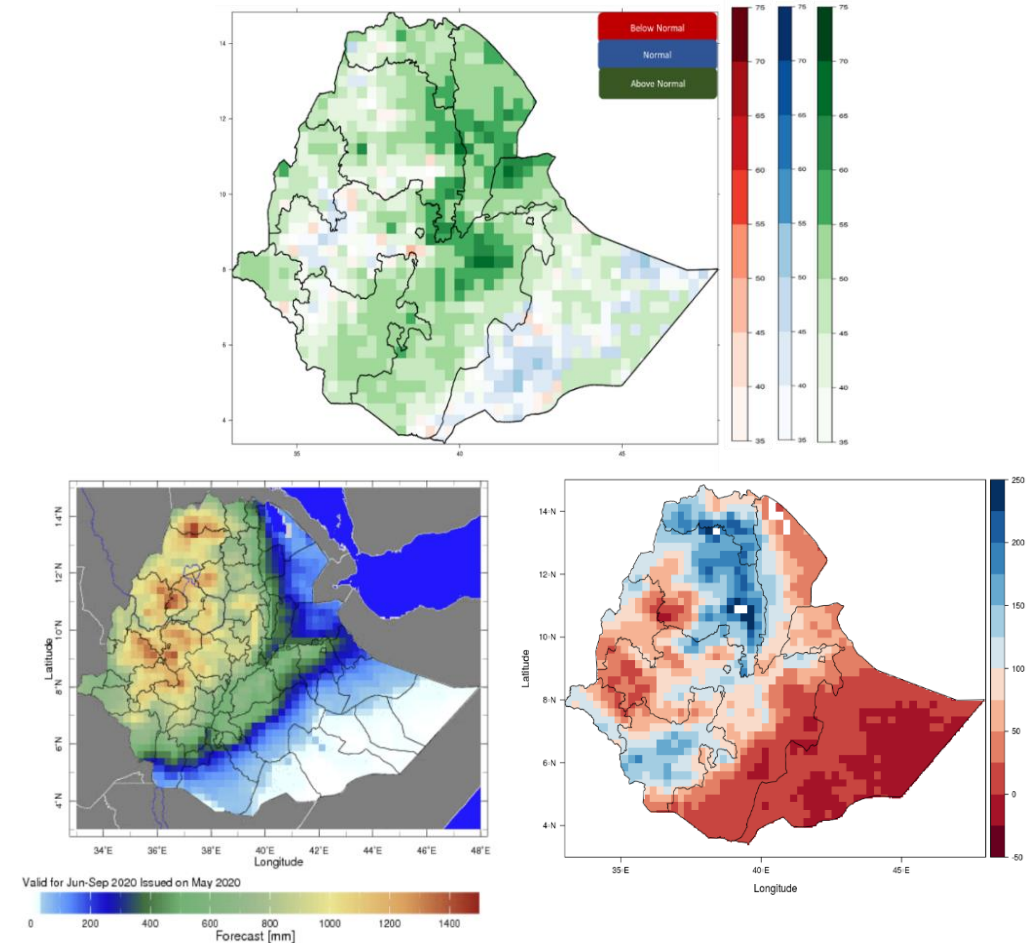 Below Normal
Normal
Above Normal
14
12
10
8
6
4
35 40 45
75 75 75
70 70 70
65 65 65
60 60 60
55 55 55
50 50 50
45 45 45
40 40 40
35 35 35
Latitude
14°N
12°N
10°N
8°N
6°N
4°N
34°E 36°E 38°E 40°E 42°E 44°E 46°E 48°E
Longitude
Valid for Jun-Sep 2020 Issued on May 2020
0 200 400 600 800 1000 1200 1400
Forecast [mm]
Latitude
14·N
12·N
10·N
8·N
6·N
4·N
35·E 40·E 45·E
Longitude
250
200
150
100
50
0
-50